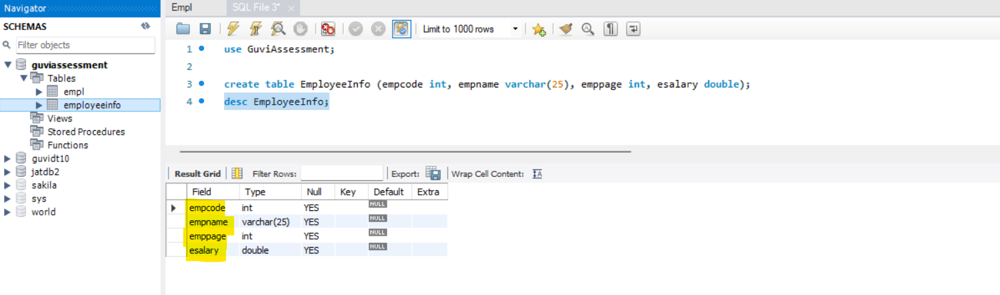 Navigator
SCHEMAS
Filter objects
guviassessment
Tables
empl
employeeinfo
Views
Stored Procedures
Functions
guvidt10
jatdb2
sakila
sys
world
Empl SQL File 3*
Limit to 1000 rows
1 use GuviAssessment;
2
3 create table EmployeeInfo (empcode int, empname varchar(25), emppage int, esalary double);
4 desc EmployeeInfo;
Result Grid Filter Rows: Export: Wrap Cell Content:
Field Type Null Key Default Extra
empcode int YES NULL
empname varchar(25) YES NULL
emppage int YES NULL
esalary double YES NULL